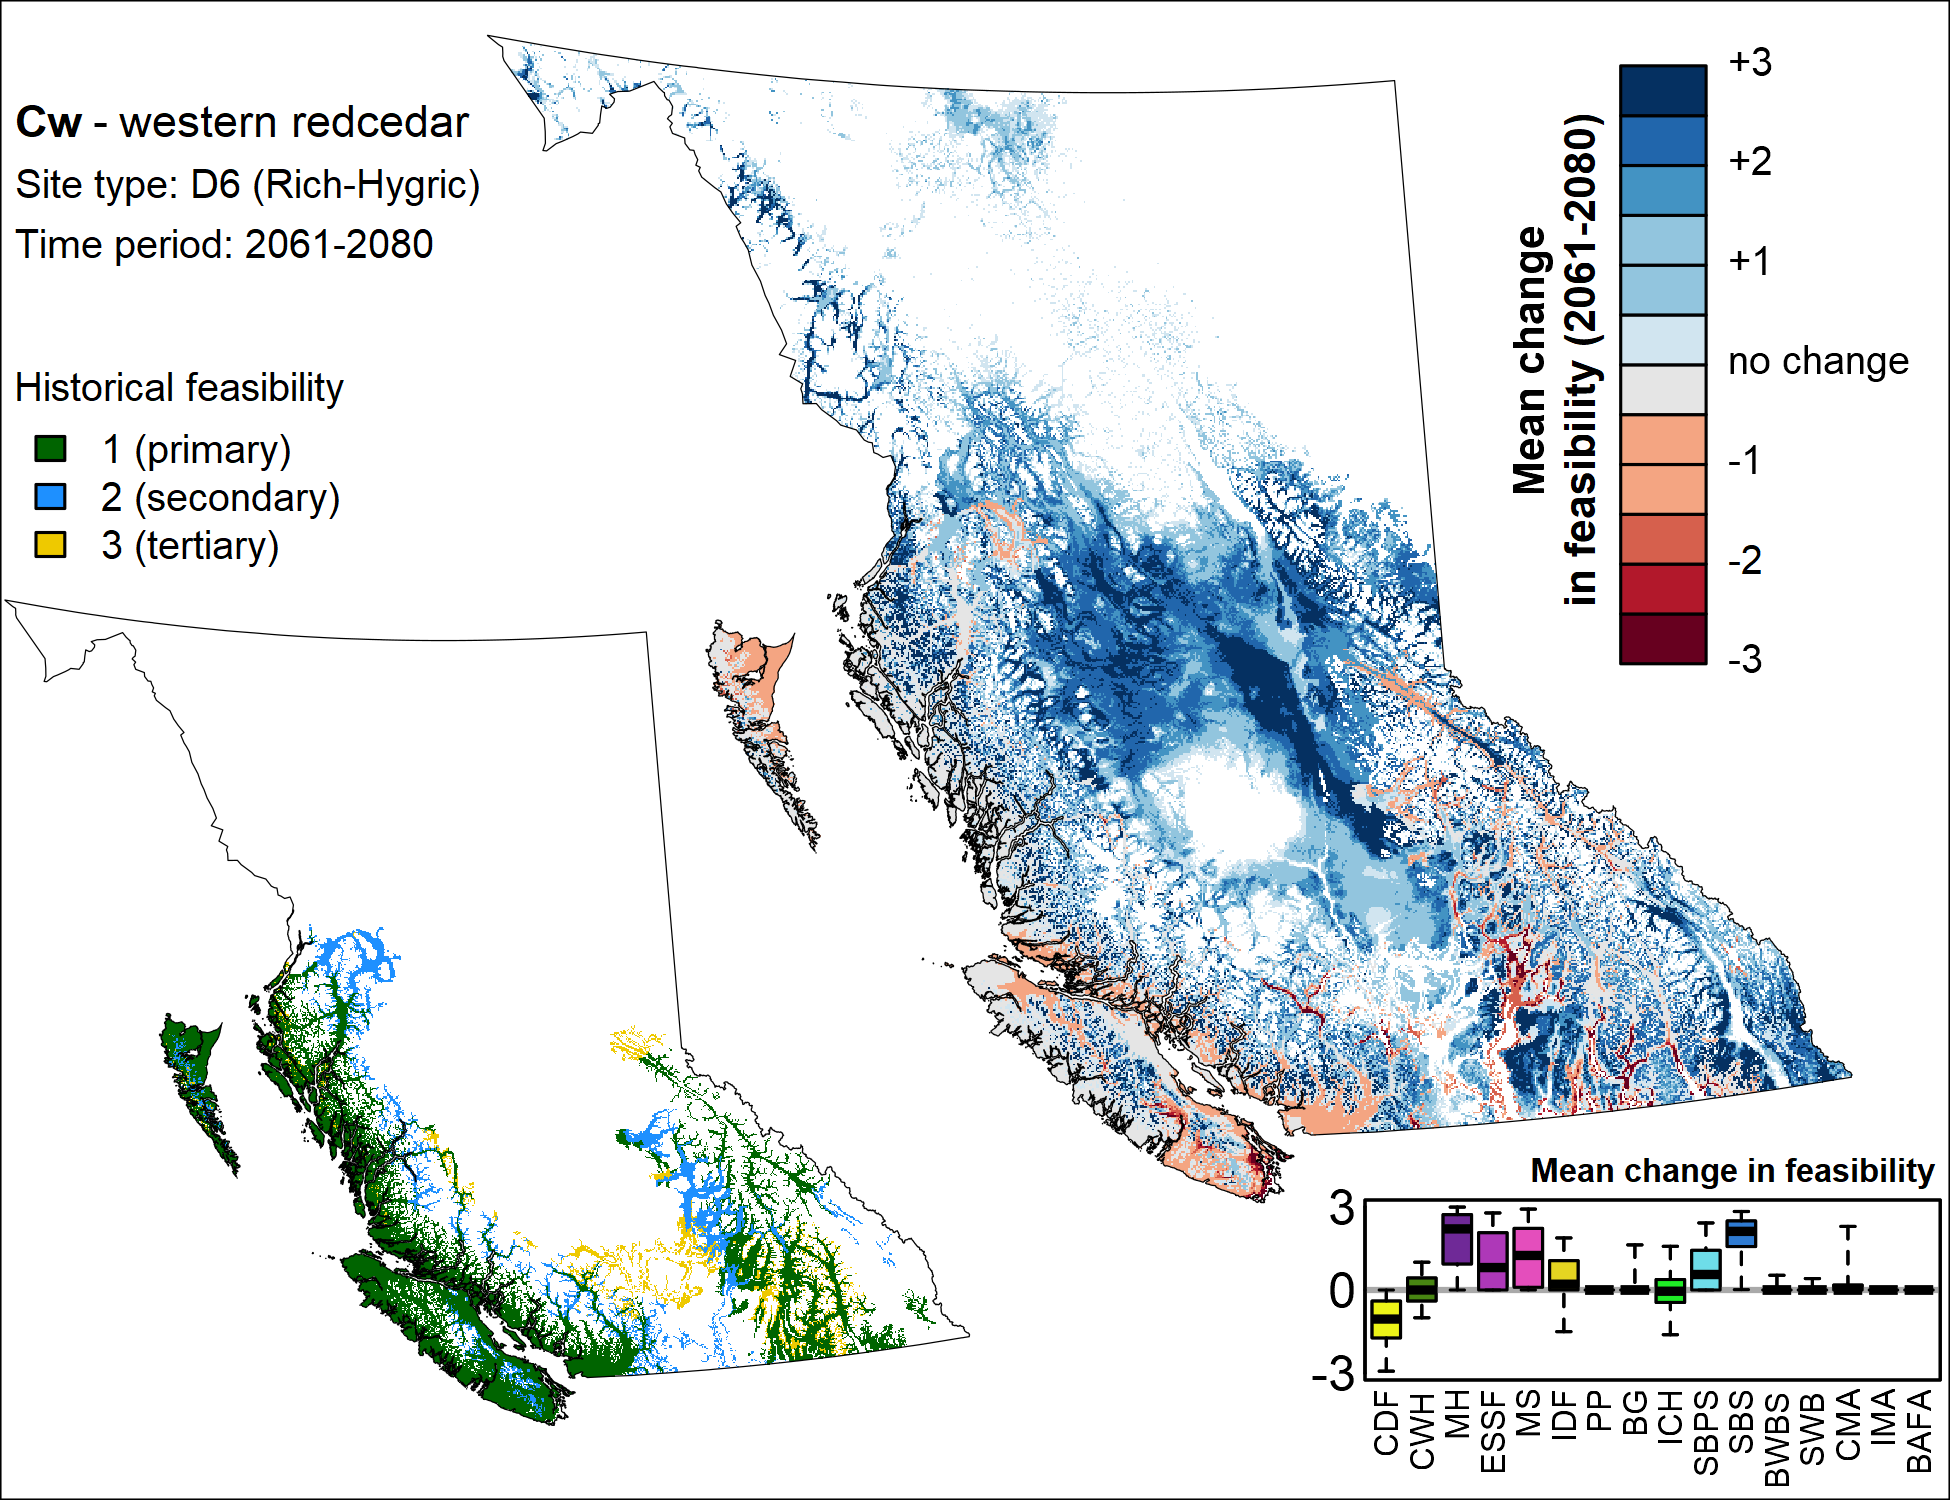 Cw - western redcedar
Site type: D6 (Rich-Hygric)
Time period: 2061-2080
Historical feasibility
1 (primary)
2 (secondary)
3 (tertiary)
Mean change
in feasibility (2061-2080)
+3
+2
+1
no change
-1
-2
-3
Mean change in feasibility
3
0
-3
CDF
CWH
MH
ESSF
MS
IDF
PP
BG
ICH
SBPS
SBS
BWBS
SWB
CMA
IMA
BAFA